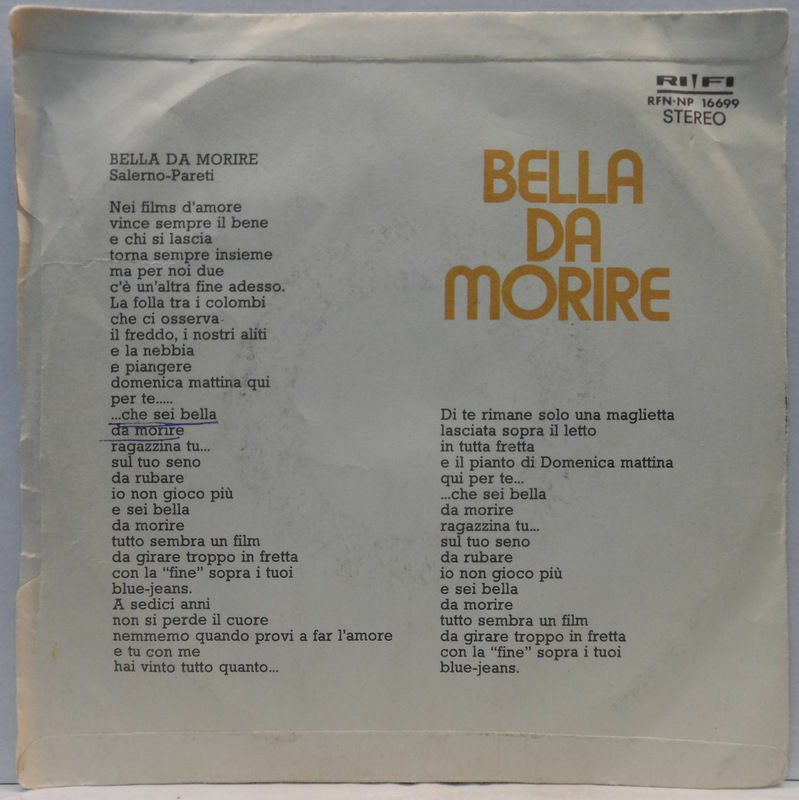 RIFI
RFN-NP 16699
STEREO
BELLA
DA
MORIRE
BELLA DA MORIRE
Salerno-Pareti
Nei films d'amore
vince sempre il bene
e chi si lascia
torna sempre insieme
ma per noi due
c'è un'altra fine adesso.
La folla tra i colombi
che ci osserva
il freddo, i nostri aliti
e la nebbia
e piangere
domenica mattina qui
per te.....
...che sei bella
da morire
ragazzina tu...
sul tuo seno
da rubare
io non gioco più
e sei bella
da morire
tutto sembra un film
da girare troppo in fretta
con la “fine” sopra i tuoi
blue-jeans.
A sedici anni
non si perde il cuore
nemmemo quando provi a far l'amore
e tu con me
hai vinto tutto quanto...
Di te rimane solo una maglietta
lasciata sopra il letto
in tutta fretta
e il pianto di Domenica mattina
qui per te...
...che sei bella
da morire
ragazzina tu...
sul tuo seno
da rubare
io non gioco più
e sei bella
da morire
tutto sembra un film
da girare troppo in fretta
con la “fine” sopra i tuoi
blue-jeans.